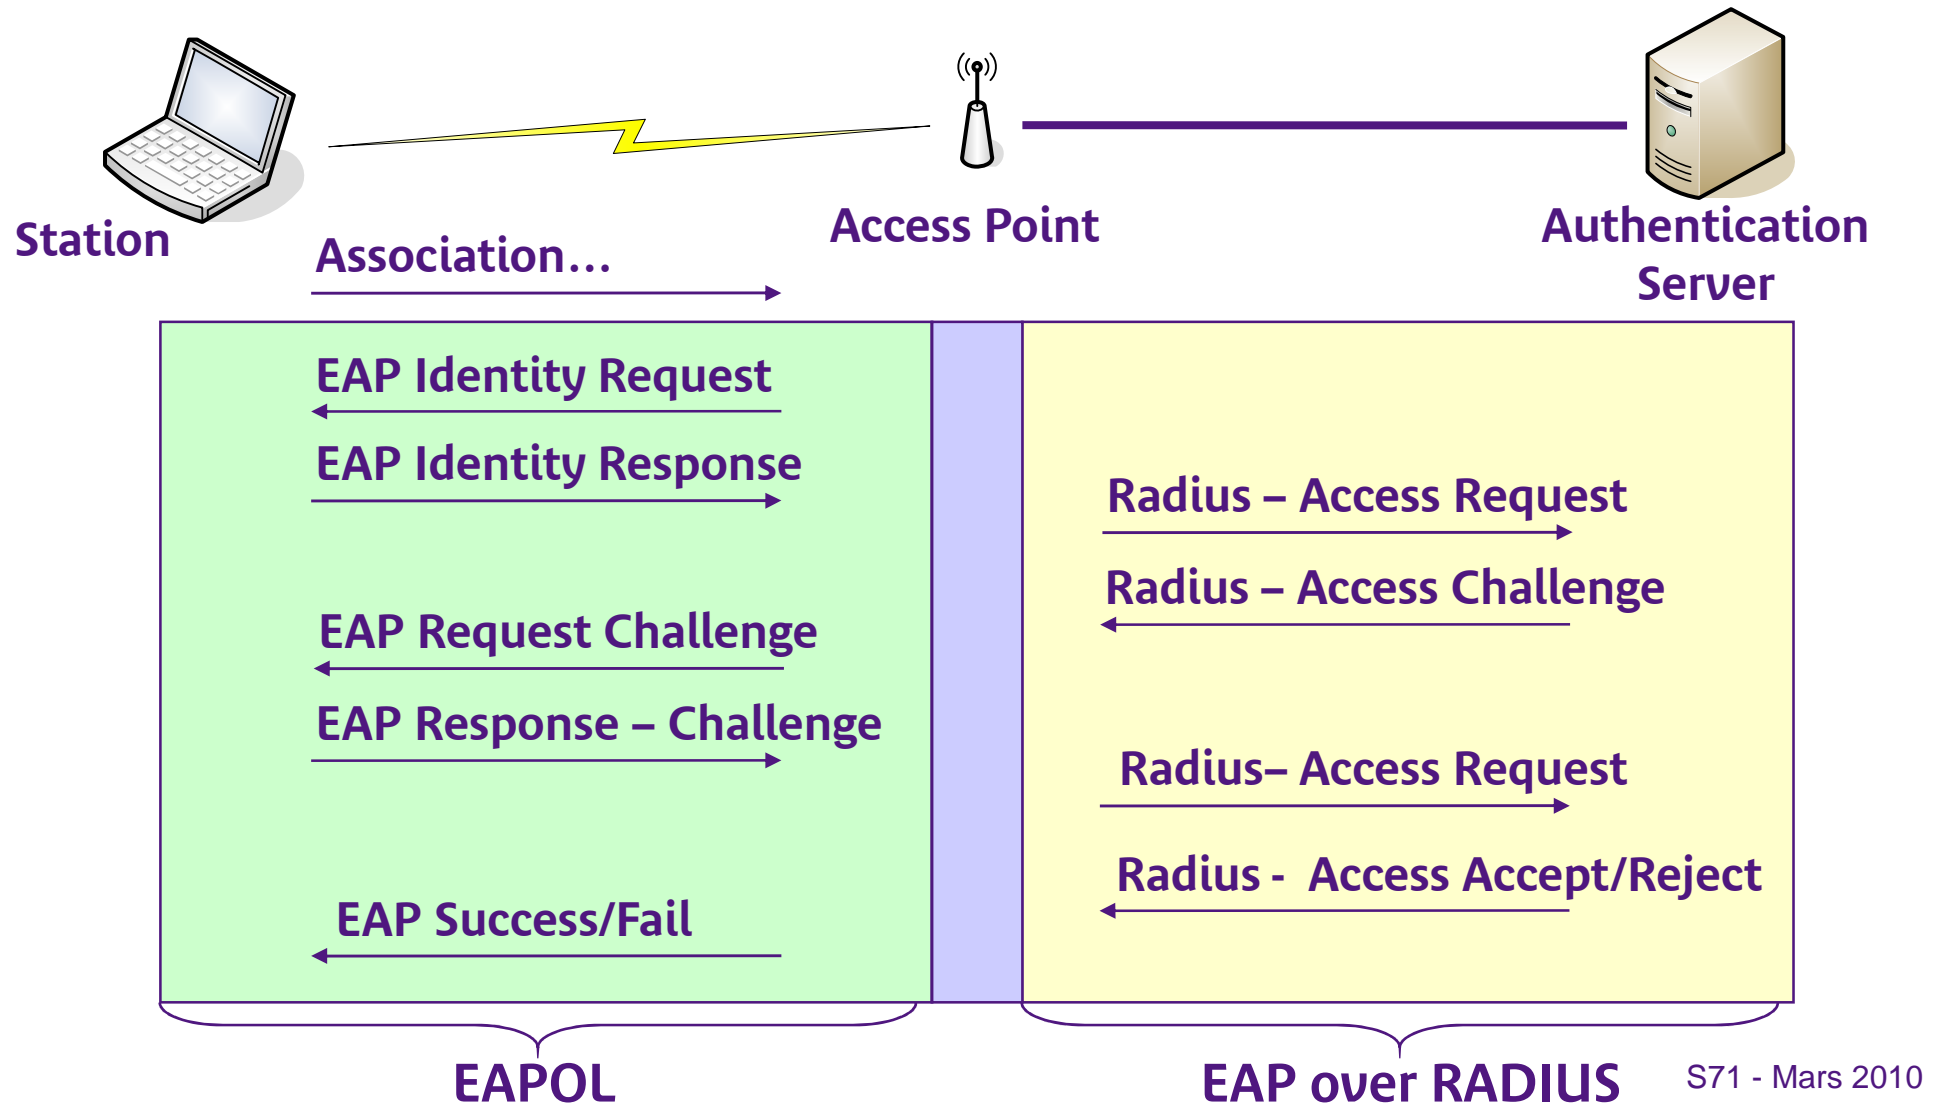 Station
Access Point
Authentication
Server
Association...
EAP Identity Request
EAP Identity Response
Radius – Access Request
Radius – Access Challenge
EAP Request Challenge
EAP Response – Challenge
Radius– Access Request
Radius - Access Accept/Reject
EAP Success/Fail
EAPOL
EAP over RADIUS
S71 - Mars 2010